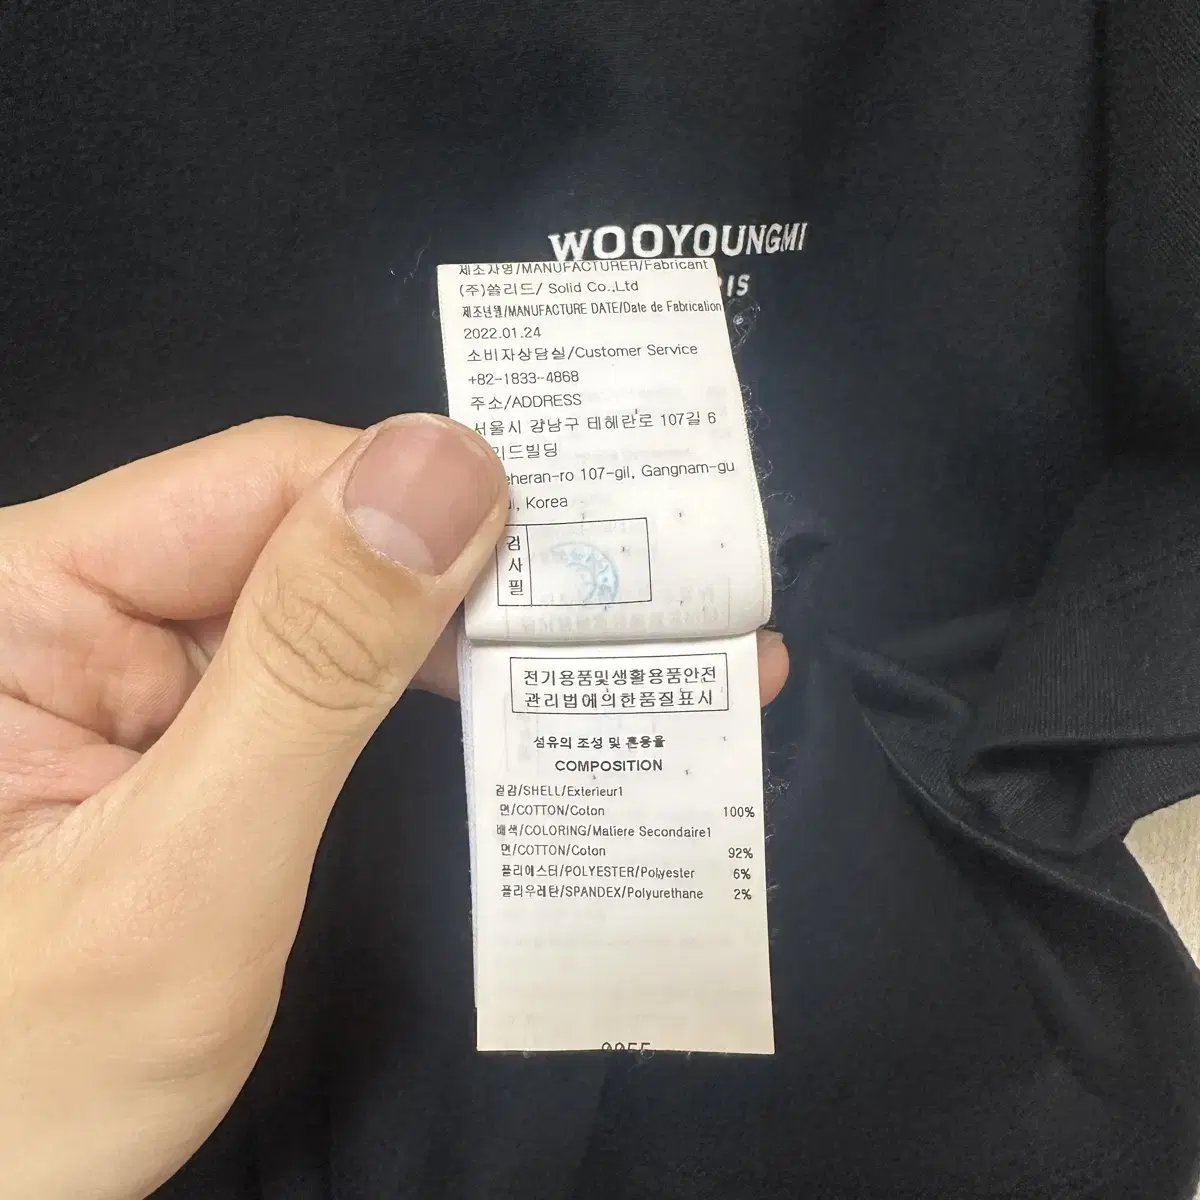 WOOYOUNGMI
제조자명/MANUFACTURER/Fabricant
(주)쏠리드/ Solid Co.,Ltd
제조년월/MANUFACTURE DATE/Date de Fabrication
2022.01.24
소비자상담실/Customer Service
+82-1833-4868
주소/ADDRESS
서울시 강남구 테헤란로 107길 6
리드빌딩
eheran-ro 107-gil, Gangnam-gu
Korea
검사필
전기용품및생활용품안전
관리법에의한품질표시
섬유의 조성 및 혼용율
COMPOSITION
겉감/SHELL/Exterieur1
면/COTTON/Coton 100%
배색/COLORING/Matiere Secondaire1
면/COTTON/Coton 92%
폴리에스터/POLYESTER/Polyester 6%
폴리우레탄/SPANDEX/Polyurethane 2%